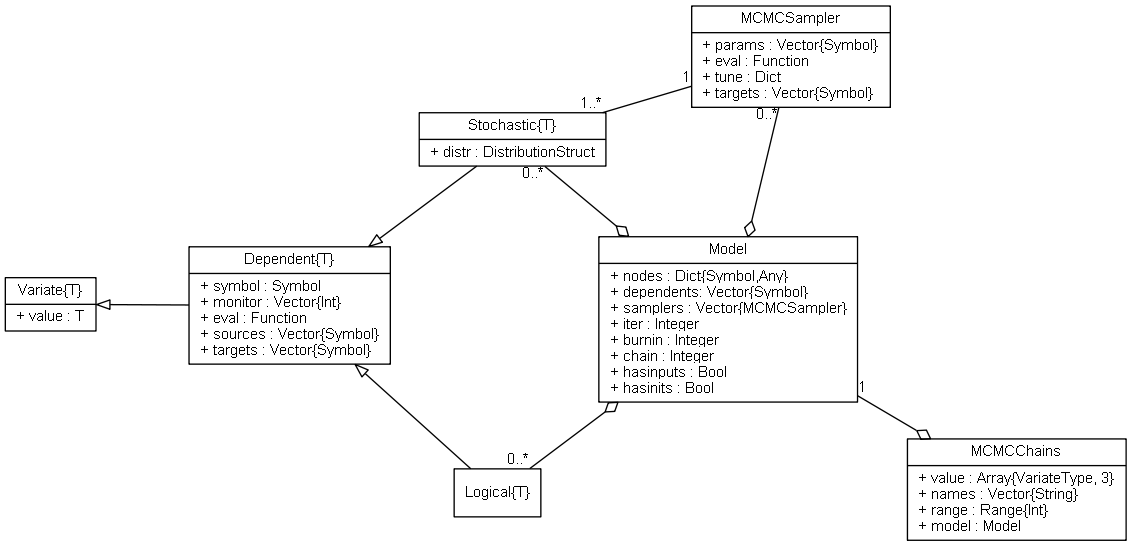 MCMCSampler
+ params : Vector{Symbol}
+ eval : Function
+ tune : Dict
+ targets : Vector{Symbol}
1
1..*
0..*
Stochastic{T}
+ distr : DistributionStruct
0..*
Model
+ nodes : Dict{Symbol,Any}
+ dependents: Vector{Symbol}
+ samplers : Vector{MCMCSampler}
+ iter : Integer
+ burnin : Integer
+ chain : Integer
+ hasinputs : Bool
+ hasinits : Bool
Dependent{T}
+ symbol : Symbol
+ monitor : Vector{Int}
+ eval : Function
+ sources : Vector{Symbol}
+ targets : Vector{Symbol}
Variate{T}
+ value : T
1
0..*
Logical{T}
MCMCChains
+ value : Array{VariateType, 3}
+ names : Vector{String}
+ range : Range{Int}
+ model : Model